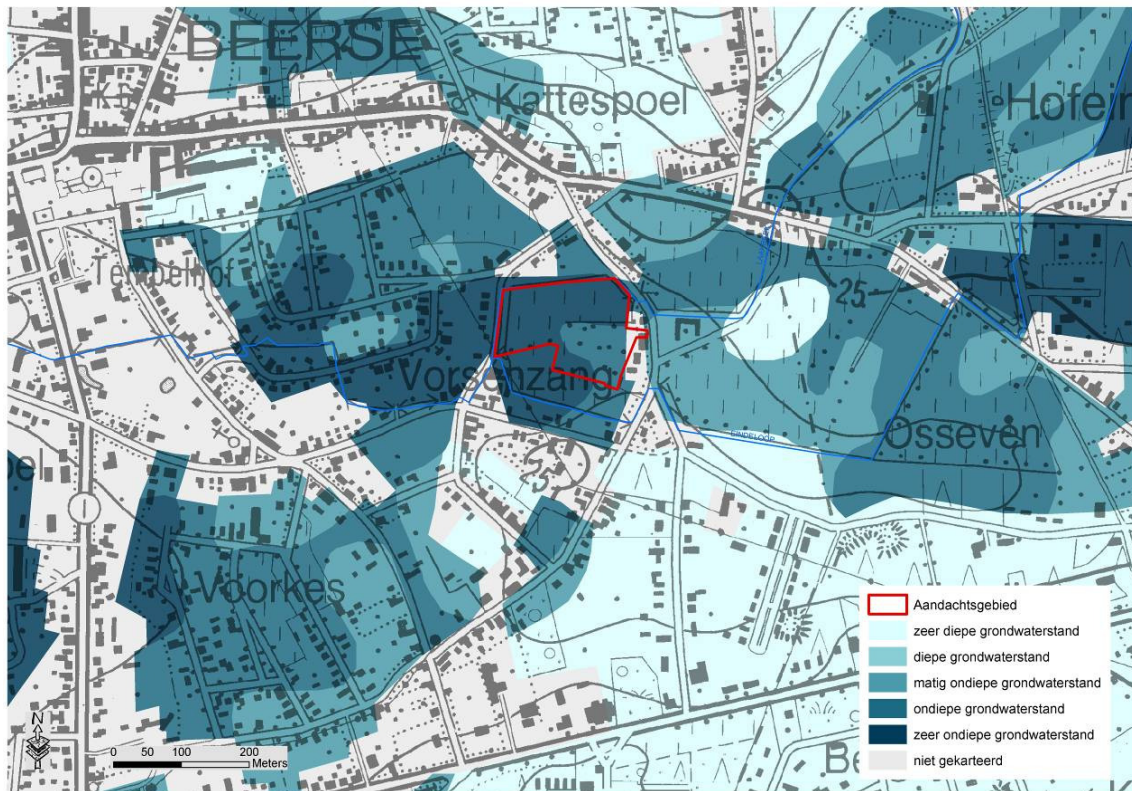 BEERSE
Kattespoel
Hofein
Tempelhof
25
Vorsenzang
LINDELOOP
Osseven
25
Voorkes
Aandachtsgebied
zeer diepe grondwaterstand
diepe grondwaterstand
matig ondiepe grondwaterstand
ondiepe grondwaterstand
zeer ondiepe grondwaterstand
niet gekarteerd
N
0 50 100 200
Meters